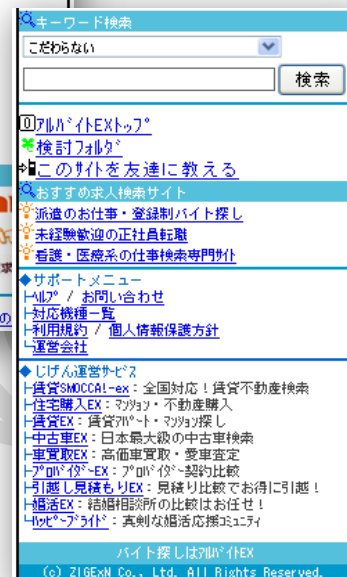 キーワード検索
こだわらない
検索
0 ｱﾙﾊﾞｲﾄEXﾄｯﾌﾟ
検討ﾌｫﾙﾀﾞ
このｻｲﾄを友達に教える
おすすめ求人検索サイト
派遣のお仕事・登録制バイト探し
未経験歓迎の正社員転職
看護・医療系の仕事検索専門ｻｲﾄ
◆サポートメニュー
├ﾍﾙﾌﾟ / お問い合わせ
├対応機種一覧
├利用規約 / 個人情報保護方針
└運営会社
◆じげん運営ｻｰﾋﾞｽ
├賃貸SMOCCA!-ex：全国対応！賃貸不動産検索
├住宅購入EX：ﾏﾝｼｮﾝ・不動産購入
├賃貸EX：賃貸ｱﾊﾟｰﾄ・ﾏﾝｼｮﾝ探し
├中古車EX：日本最大級の中古車検索
├車買取EX：高価車買取・愛車査定
├ﾌﾟﾛﾊﾞｲﾀﾞｰEX：ﾌﾟﾛﾊﾞｲﾀﾞｰ契約比較
├引越し見積もりEX：見積り比較でお得に引越！
├婚活EX：結婚相談所の比較はお任せ！
└ﾊｯﾋﾟｰﾌﾞﾗｲﾄﾞ：真剣な婚活応援ｺﾐｭﾆﾃｨ
バイト探しはｱﾙﾊﾞｲﾄEX
(c) ZIGExN Co., Ltd. All Rights Reserved.